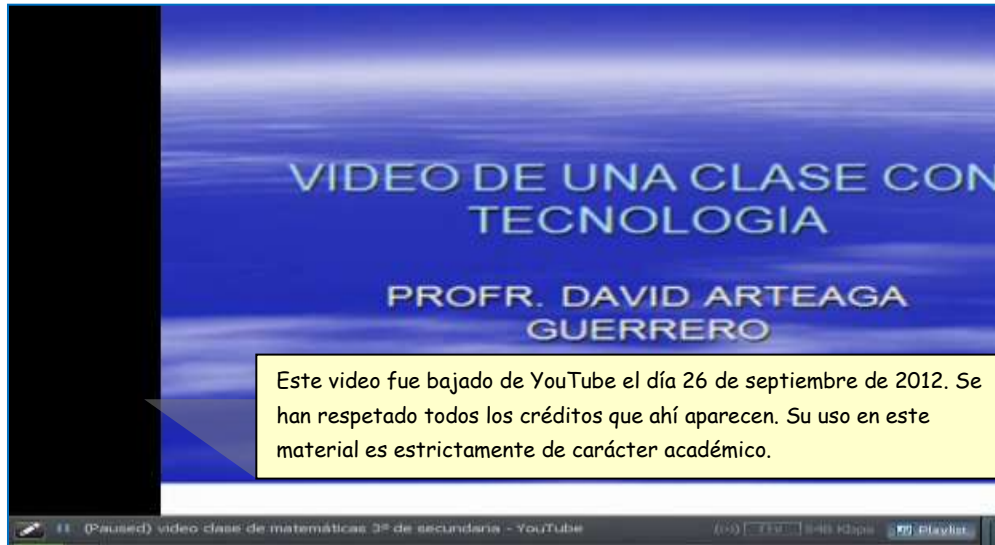 VIDEO DE UNA CLASE CON
TECNOLOGIA
PROFR. DAVID ARTEAGA
GUERRERO
Este video fue bajado de YouTube el día 26 de septiembre de 2012. Se
han respetado todos los créditos que ahí aparecen. Su uso en este
material es estrictamente de carácter académico.
(Paused) video clase de matemáticas 3º de secundaria - YouTube
Kbps Playlist